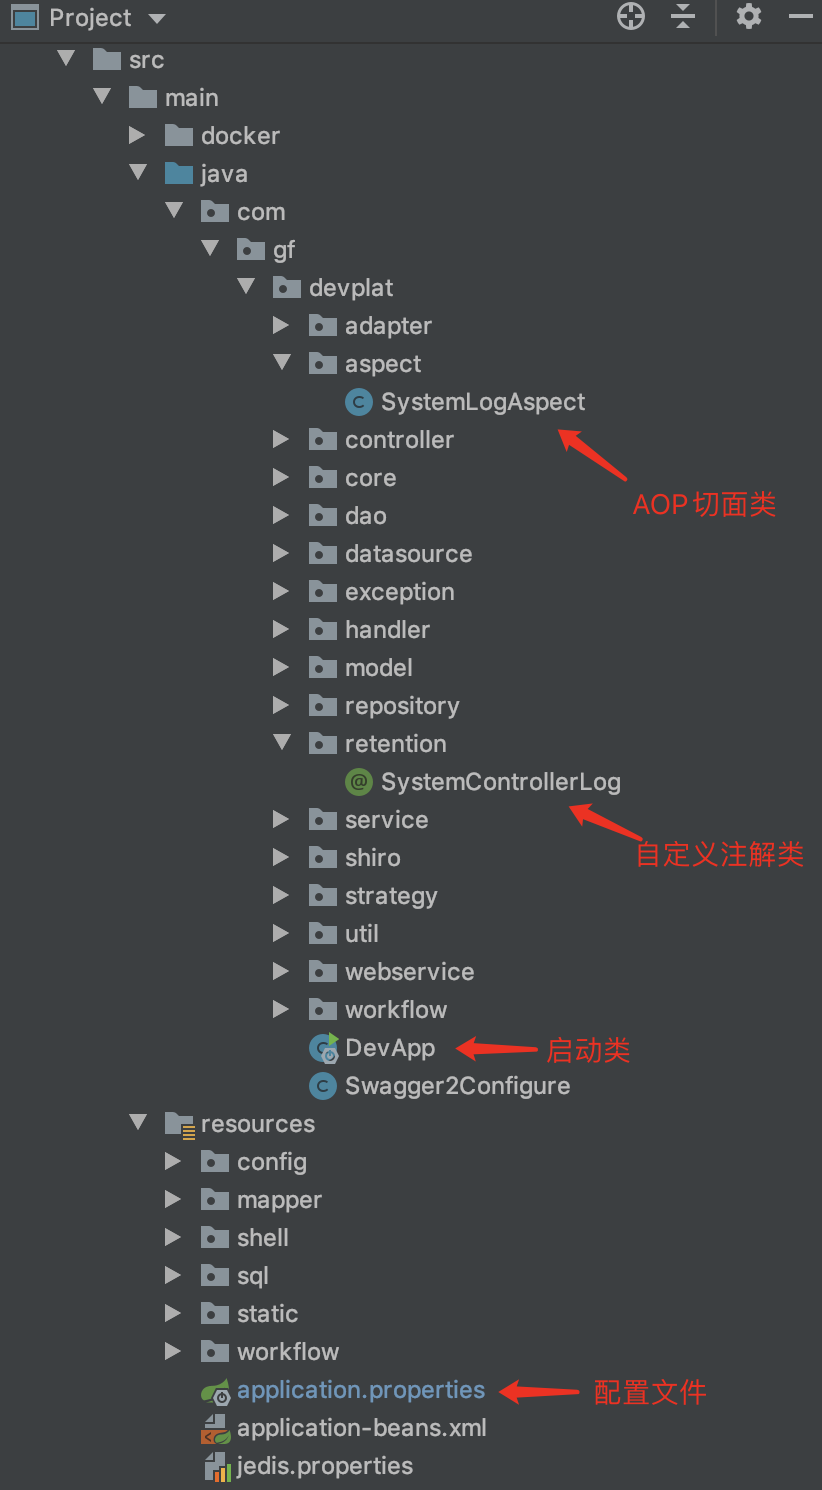 Project
src
main
docker
java
com
gf
devplat
adapter
aspect
SystemLogAspect
controller
core
AOP切面类
dao
datasource
exception
handler
model
repository
retention
SystemControllerLog
service
自定义注解类
shiro
strategy
util
webservice
workflow
DevApp 启动类
Swagger2Configure
resources
config
mapper
shell
sql
static
workflow
application.properties 配置文件
application-beans.xml
jedis.properties